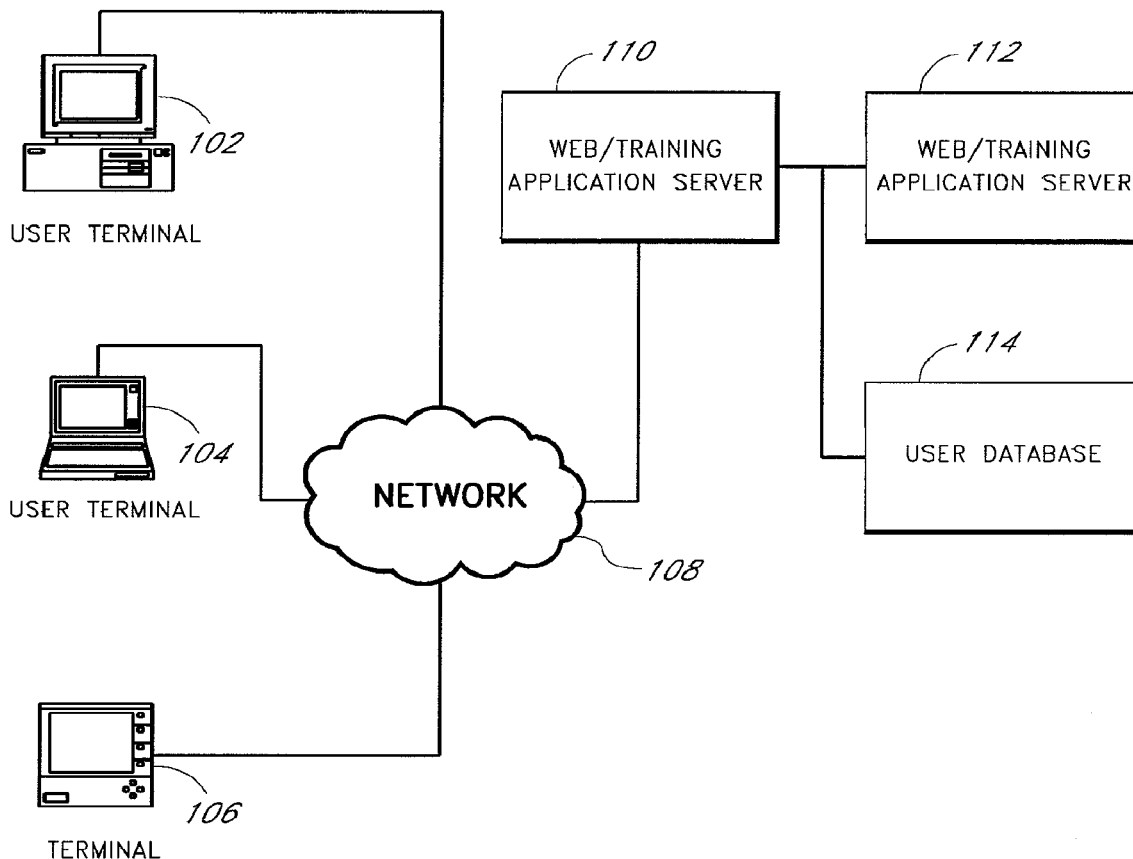 102
USER TERMINAL
104
USER TERMINAL
106
TERMINAL
NETWORK
108
110
WEB/TRAINING
APPLICATION SERVER
112
WEB/TRAINING
APPLICATION SERVER
114
USER DATABASE